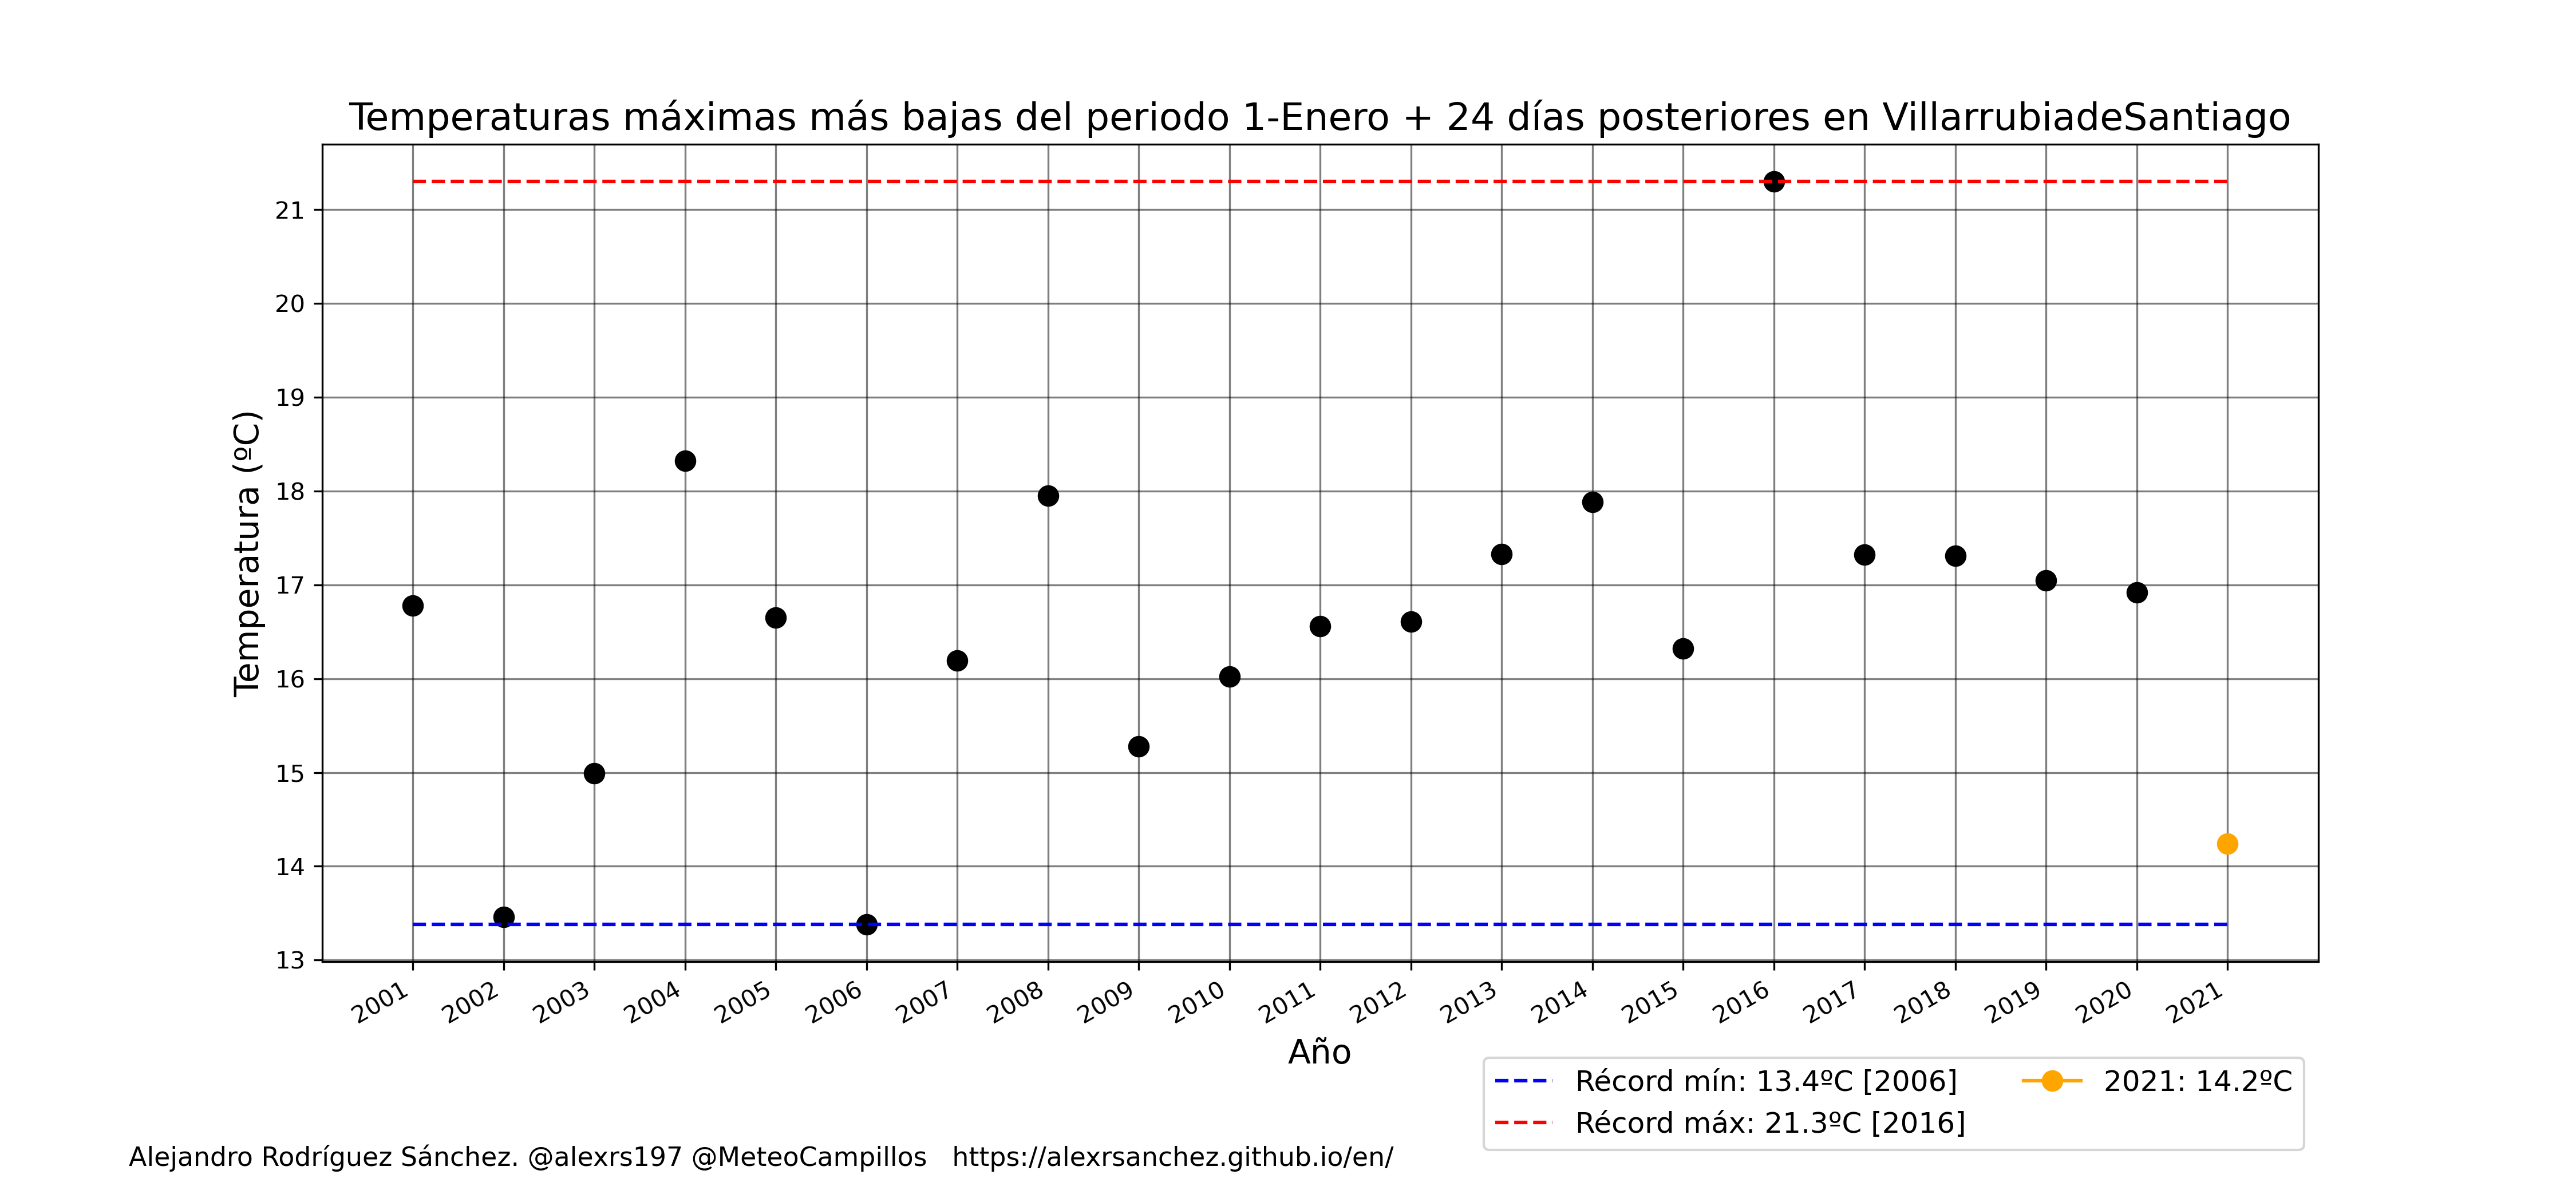 Temperaturas máximas más bajas del periodo 1-Enero + 24 días posteriores en VillarrubiadeSantiago
Temperatura (ºC)
21
20
19
18
17
16
15
14
13
2001 2002 2003 2004 2005 2006 2007 2008 2009 2010 2011 2012 2013 2014 2015 2016 2017 2018 2019 2020 2021
Año
Récord mín: 13.4ºC [2006]
Récord máx: 21.3ºC [2016]
2021: 14.2ºC
Alejandro Rodríguez Sánchez. @alexrs197 @MeteoCampillos https://alexrsanchez.github.io/en/